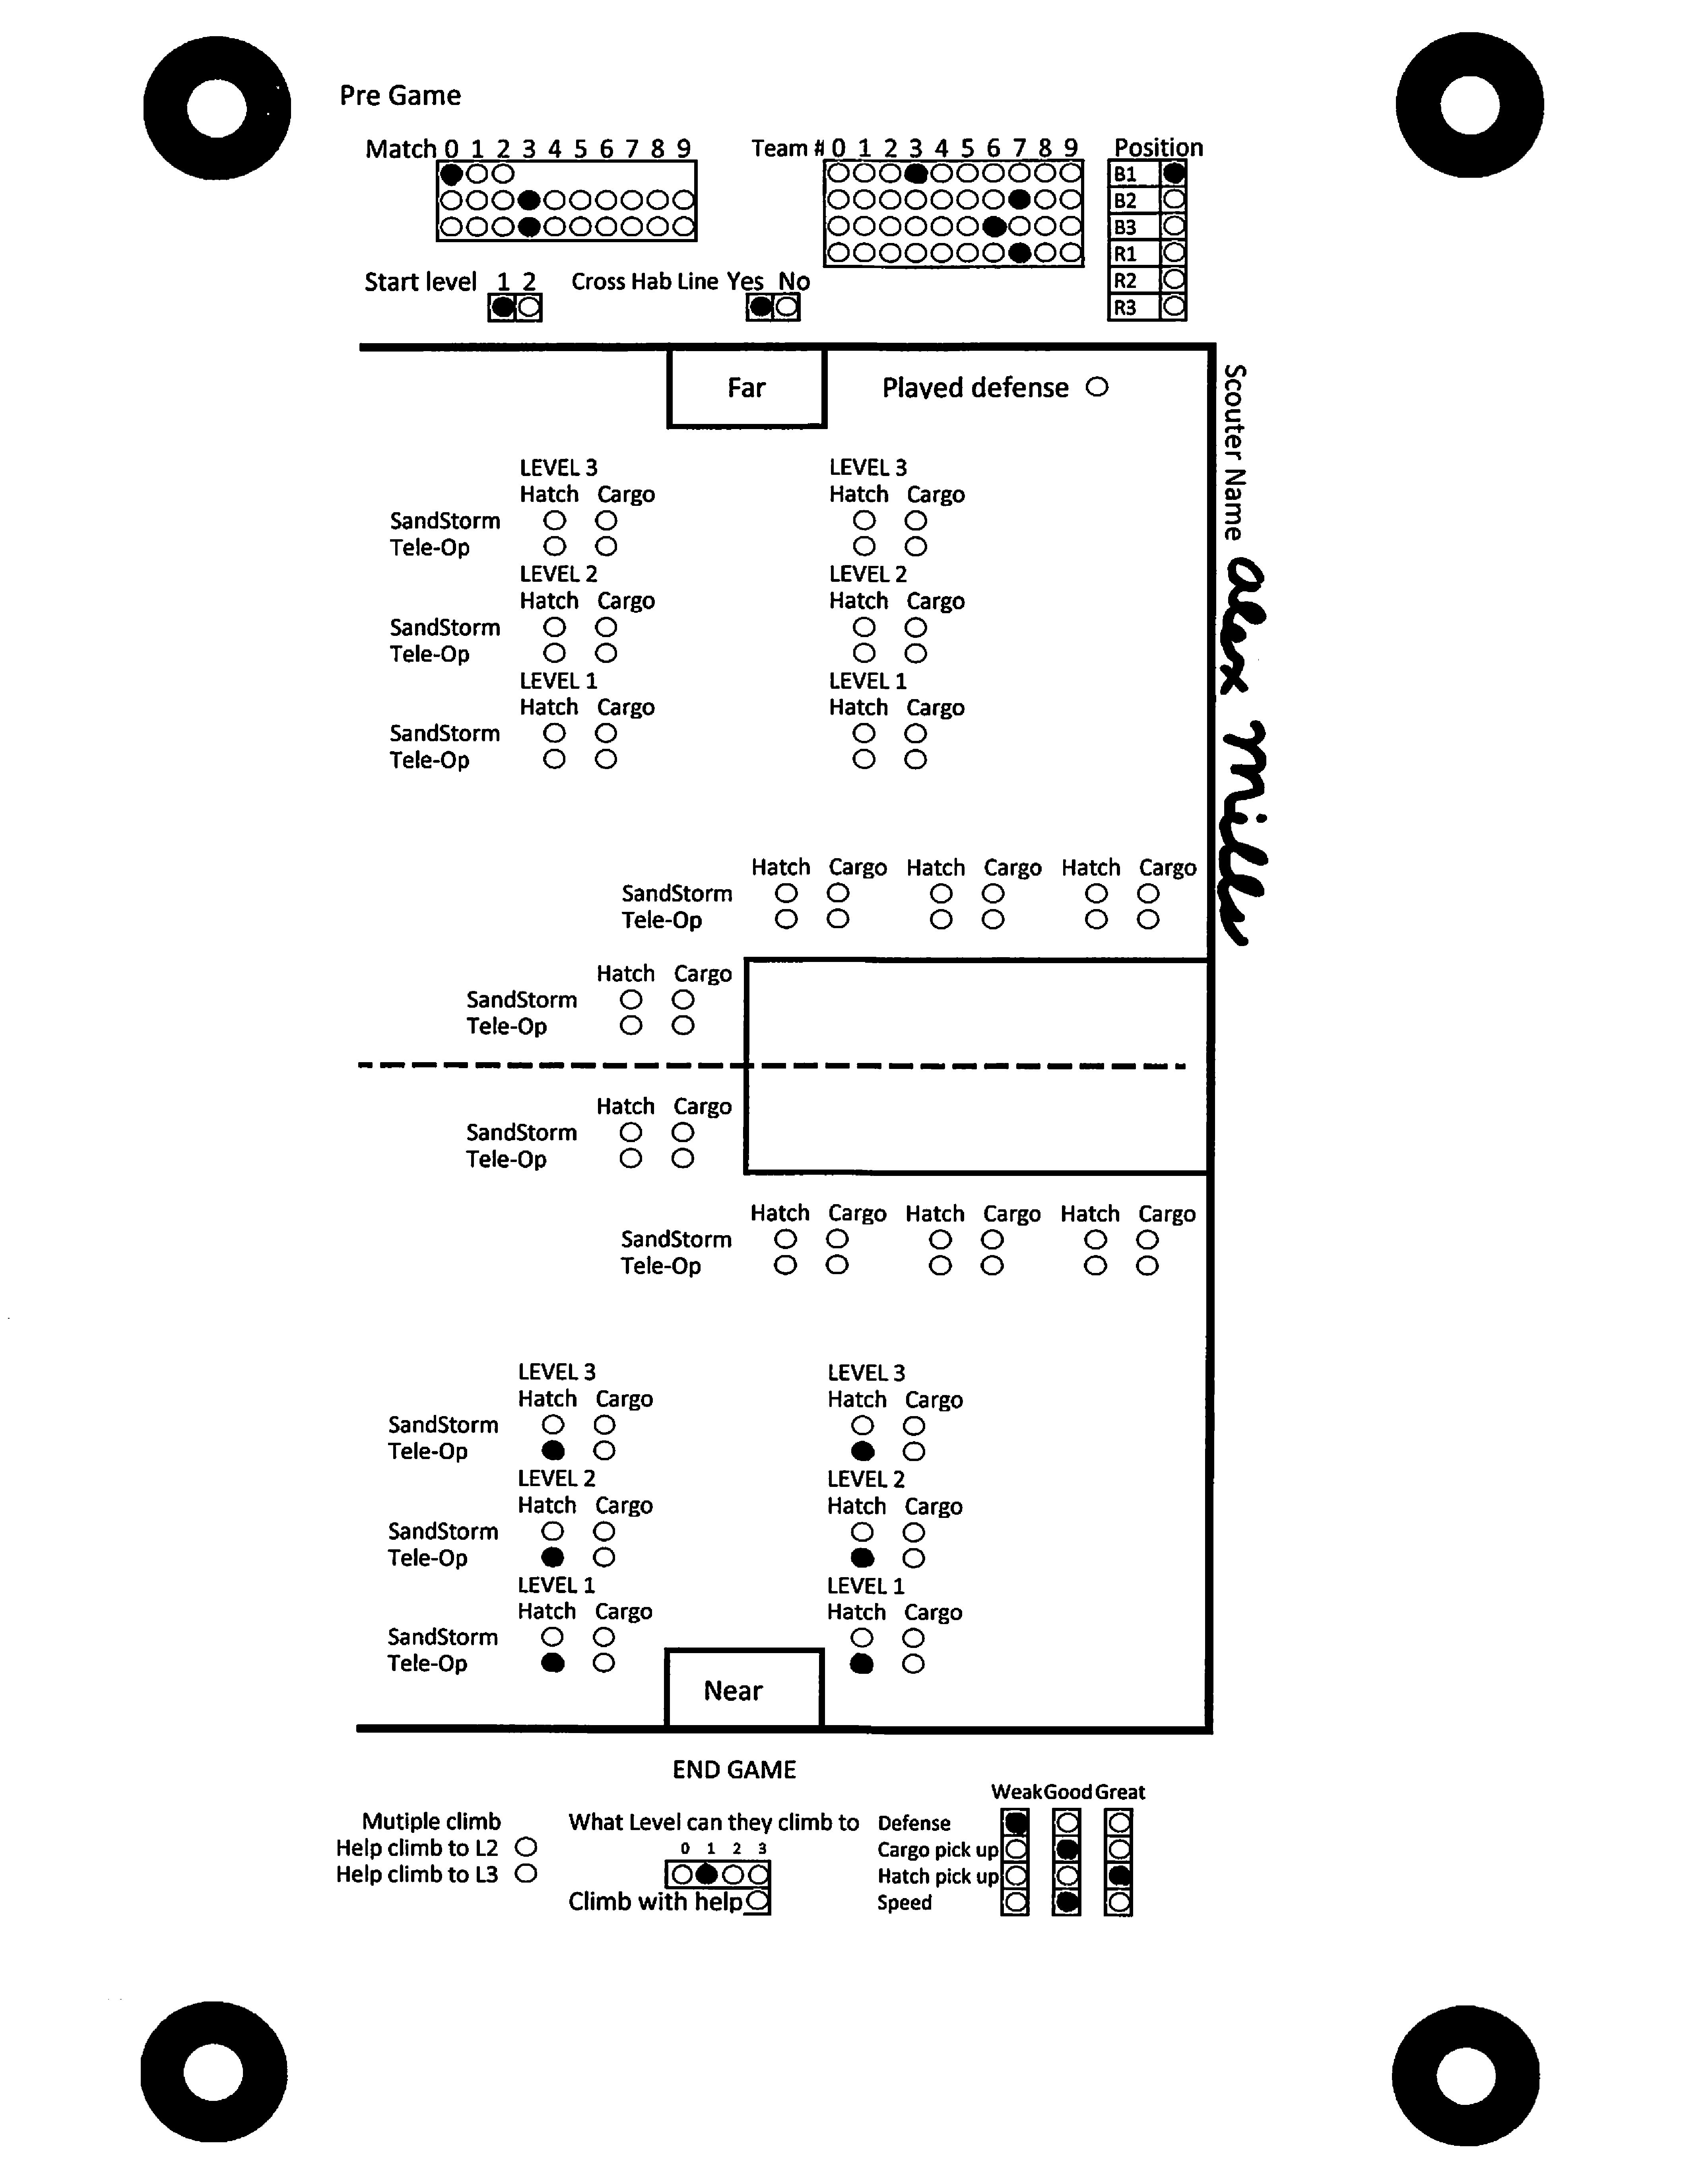 Pre Game
Match 0 1 2 3 4 5 6 7 8 9
Team # 0 1 2 3 4 5 6 7 8 9
Position
B1
B2
B3
R1
R2
R3
Start level 1 2
Cross Hab Line Yes No
Far
Played defense
Scouter Name Alex Mills
LEVEL 3 LEVEL 3
Hatch Cargo Hatch Cargo
SandStorm
Tele-Op
LEVEL 2 LEVEL 2
Hatch Cargo Hatch Cargo
SandStorm
Tele-Op
LEVEL 1 LEVEL 1
Hatch Cargo Hatch Cargo
SandStorm
Tele-Op
Hatch Cargo Hatch Cargo Hatch Cargo
SandStorm
Tele-Op
Hatch Cargo
SandStorm
Tele-Op
Hatch Cargo
SandStorm
Tele-Op
Hatch Cargo Hatch Cargo Hatch Cargo
SandStorm
Tele-Op
LEVEL 3 LEVEL 3
Hatch Cargo Hatch Cargo
SandStorm
Tele-Op
LEVEL 2 LEVEL 2
Hatch Cargo Hatch Cargo
SandStorm
Tele-Op
LEVEL 1 LEVEL 1
Hatch Cargo Hatch Cargo
SandStorm
Tele-Op
Near
END GAME
Mutiple climb
Help climb to L2
Help climb to L3
What Level can they climb to
0 1 2 3
Climb with help
Weak Good Great
Defense
Cargo pick up
Hatch pick up
Speed